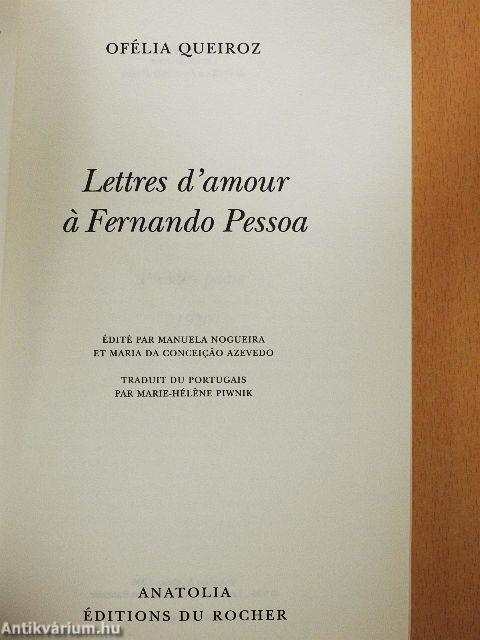 OFÉLIA QUEIROZ
Lettres d'amour
à Fernando Pessoa
ÉDITÉ PAR MANUELA NOGUEIRA
ET MARIA DA CONCEIÇÃO AZEVEDO
TRADUIT DU PORTUGAIS
PAR MARIE-HÉLÈNE PIWNIK
ANATOLIA
ÉDITIONS DU ROCHER
Antikvárium.hu